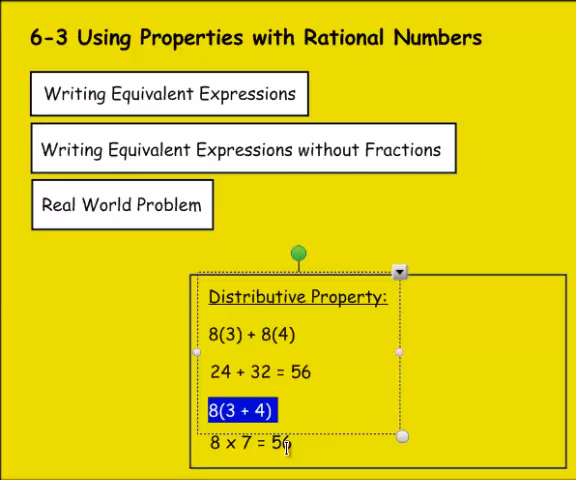 6-3 Using Properties with Rational Numbers
Writing Equivalent Expressions
Writing Equivalent Expressions without Fractions
Real World Problem
Distributive Property:
8(3) + 8(4)
24 + 32 = 56
8(3 + 4)
8 x 7 = 56